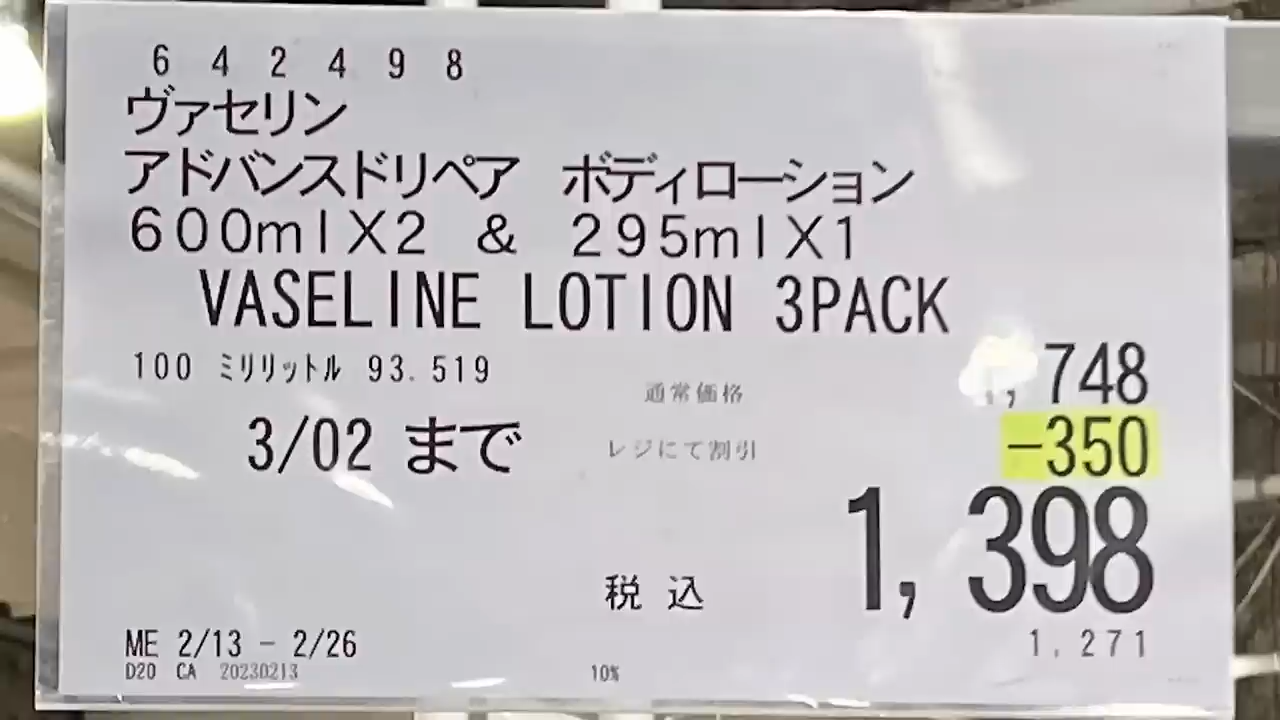 642498
ヴァセリン
アドバンスドリペア ボディローション
600mlX2 & 295mlX1
VASELINE LOTION 3PACK
100 ミリリットル 93.519
通常価格 1,748
3/02 まで レジにて割引 -350
税込 1,398
1,271
ME 2/13 - 2/26
D20 CA 20230213 10%